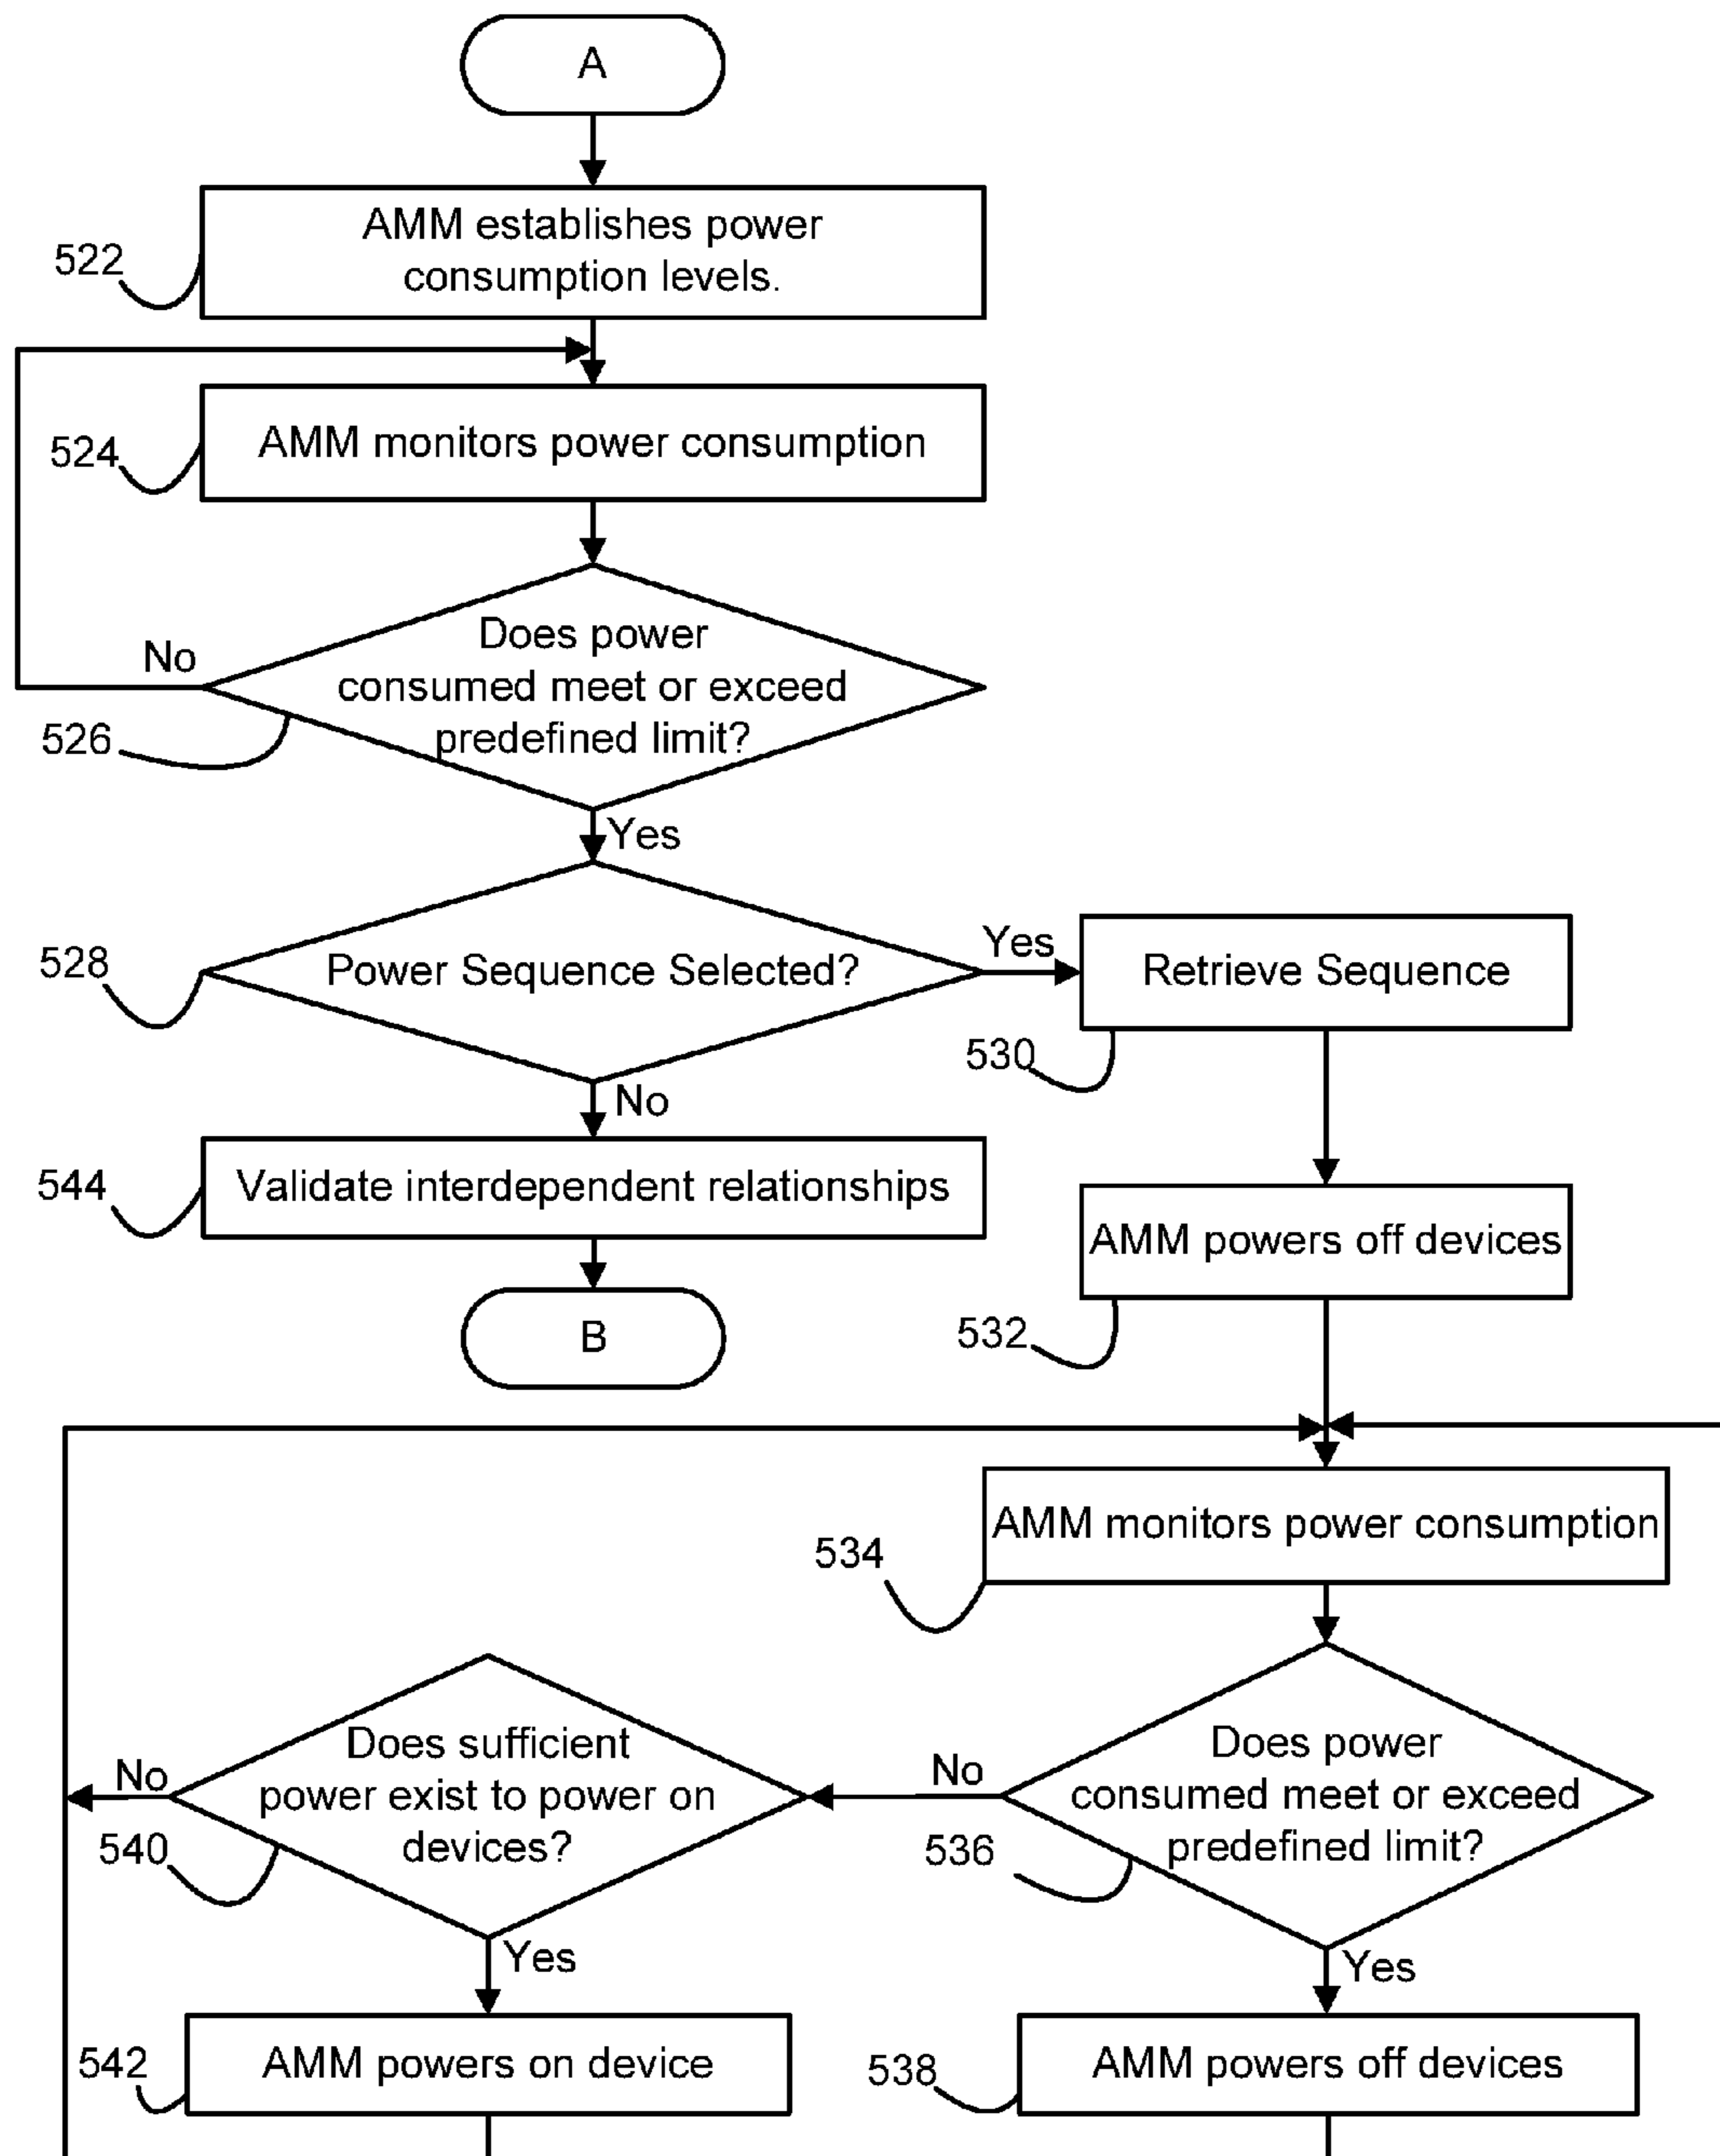 A
AMM establishes power
consumption levels.
522
AMM monitors power consumption
524
Does power
consumed meet or exceed
predefined limit?
No
526
Yes
Power Sequence Selected?
528
Yes
Retrieve Sequence
530
No
Validate interdependent relationships
544
AMM powers off devices
532
B
AMM monitors power consumption
534
Does power
consumed meet or exceed
predefined limit?
536
No
Does sufficient
power exist to power on
devices?
No
540
Yes
Yes
AMM powers on device
542
AMM powers off devices
538